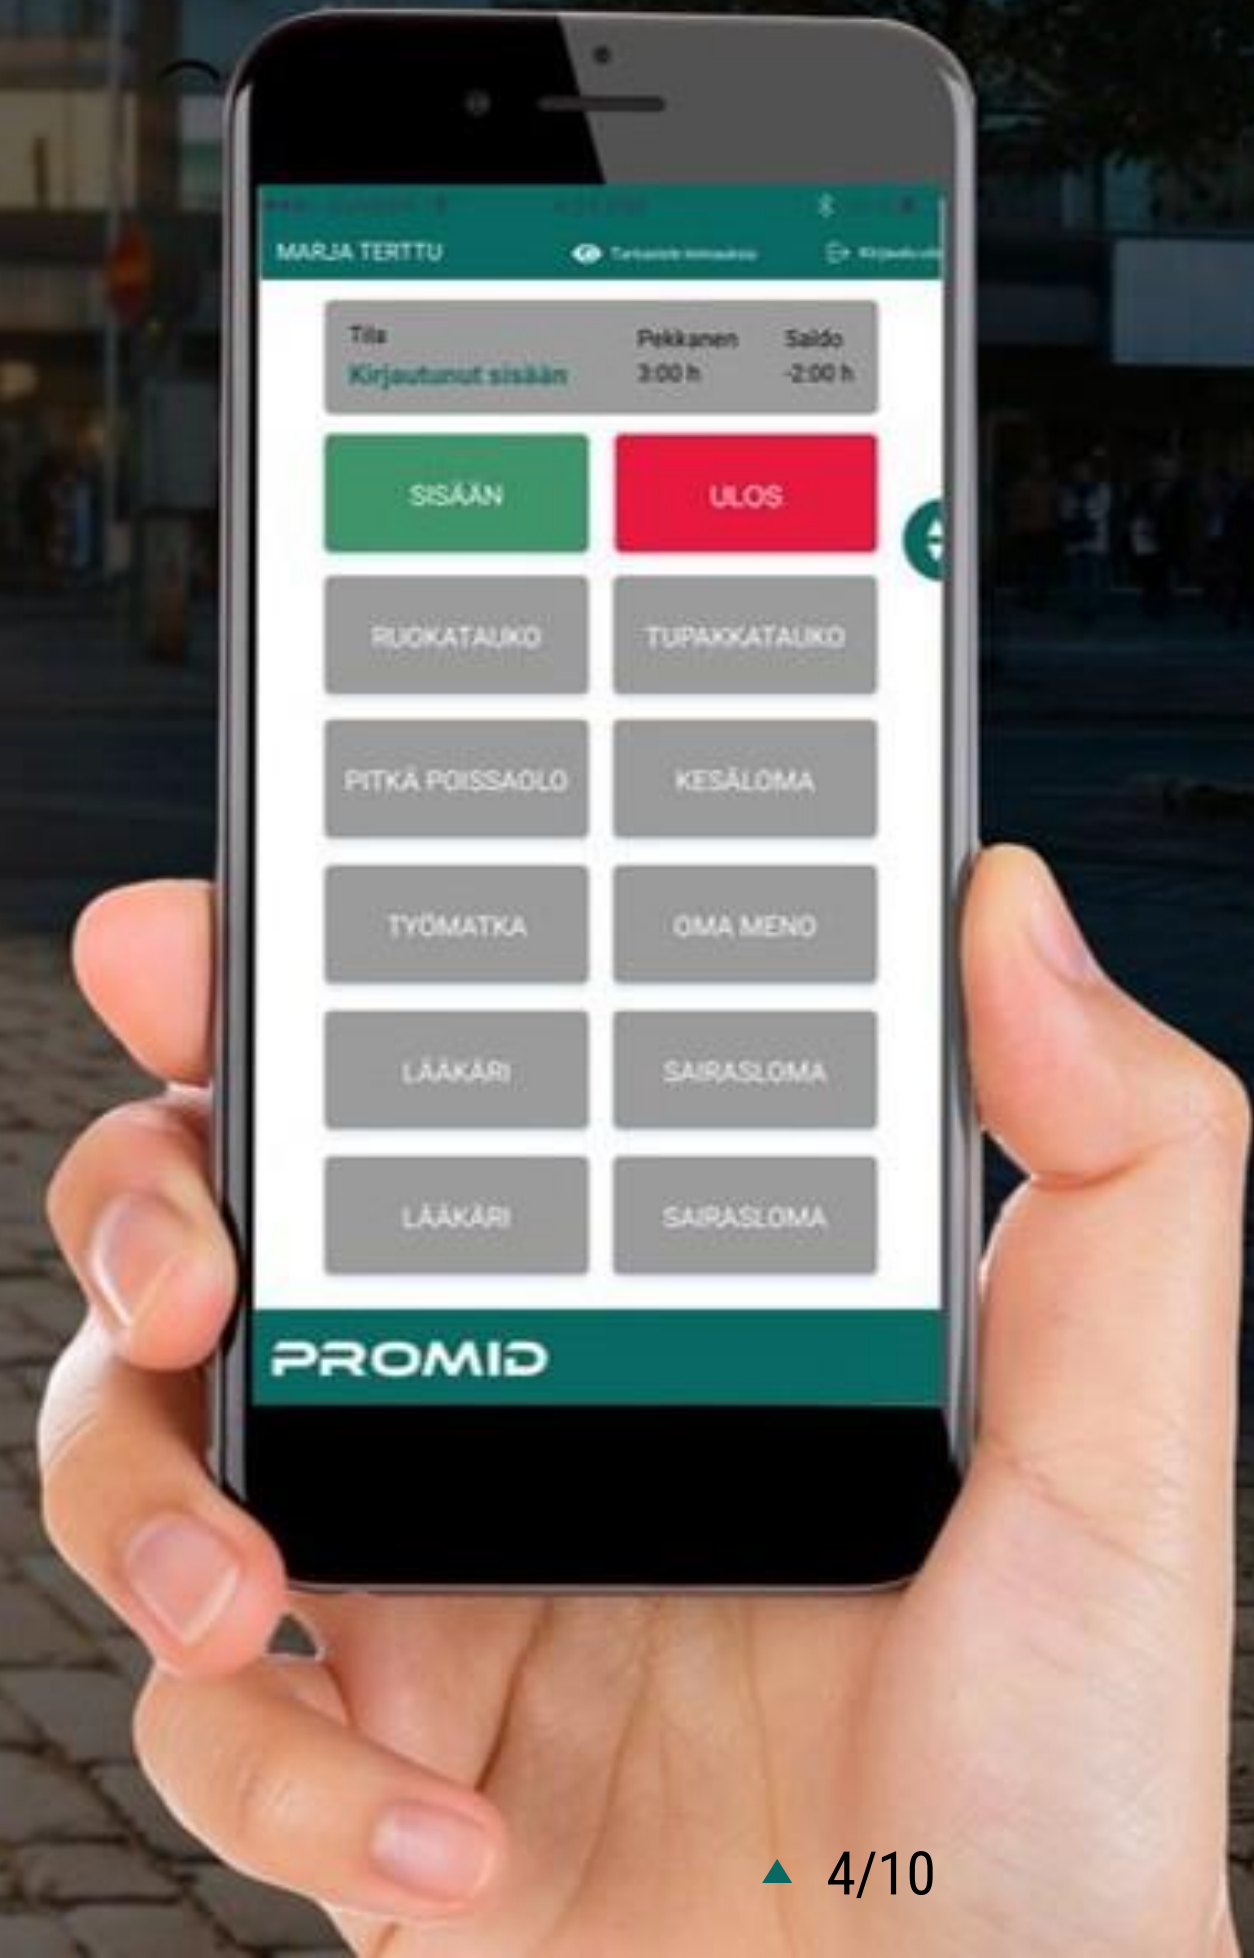 MARJA TERTTU
Tila Pekkanen Saldo
Kirjautunut sisään 3:00 h -2:00 h
SISÄÄN ULOS
RUOKATAUKO TUPAKKATAUKO
PITKÄ POISSAOLO KESÄLOMA
TYÖMATKA OMA MENO
LÄÄKÄRI SAIRASLOMA
LÄÄKÄRI SAIRASLOMA
PROMID
4/10